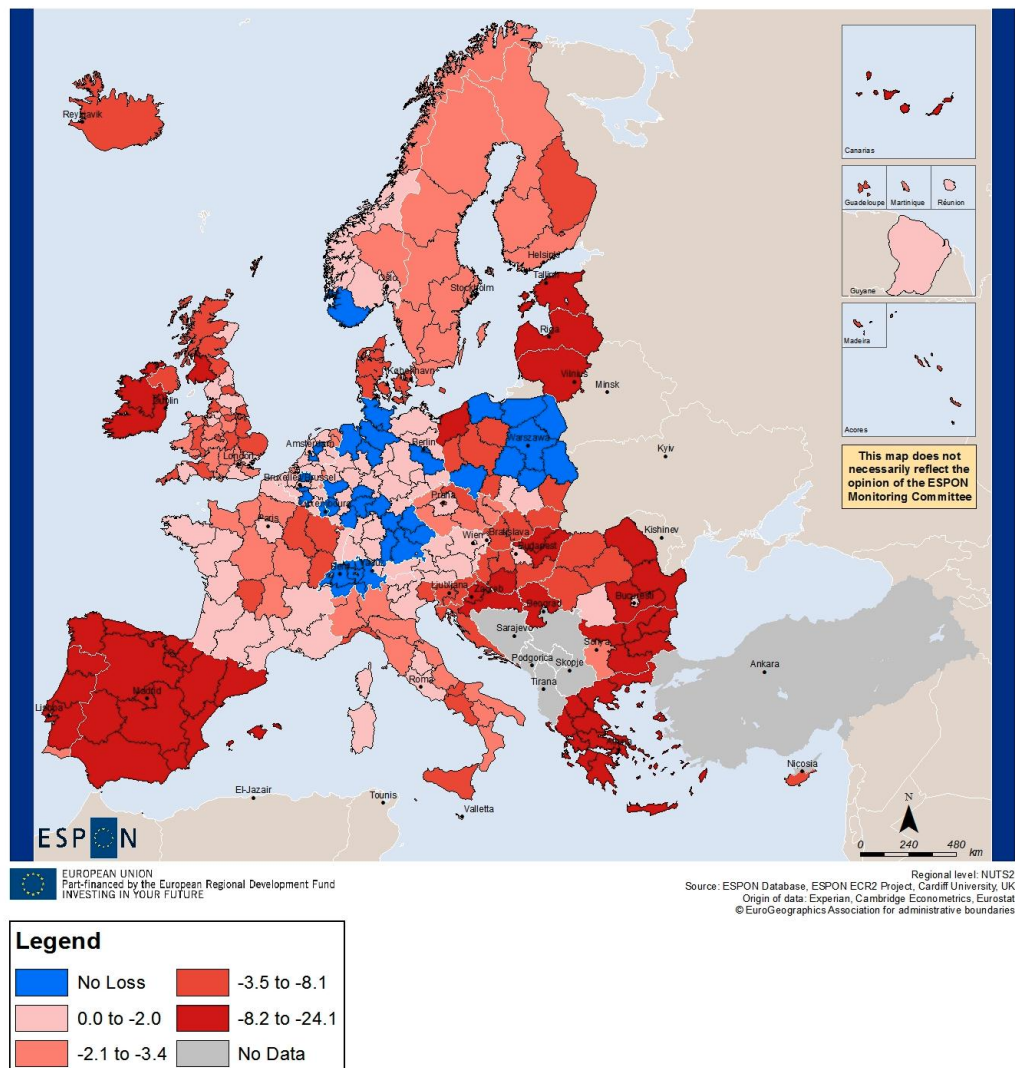 Reykjavik
Canarias
Guadeloupe
Martinique
Réunion
Helsinki
Tallinn
Guyane
Oslo
Stockholm
Riga
Madeira
København
Vilnius
Minsk
Dublin
Acores
Amsterdam
Berlin
Warszawa
London
Kyiv
This map does not
necessarily reflect the
opinion of the ESPON
Monitoring Committee
Praha
Paris
Kishinev
Wien
Bratislava
Budapest
Ljubljana
Zagreb
Beograd
Bucuresti
Sarajevo
Podgorica
Skopje
Roma
Tirana
Ankara
Madrid
Nicosia
El-Jazair
Tounis
Valletta
N
ESPON
0 240 480
km
EUROPEAN UNION
Part-financed by the European Regional Development Fund
INVESTING IN YOUR FUTURE
Regional level: NUTS2
Source: ESPON Database, ESPON ECR2 Project, Cardiff University, UK
Origin of data: Experian, Cambridge Econometrics, Eurostat
© EuroGeographics Association for administrative boundaries
Legend
No Loss
-3.5 to -8.1
0.0 to -2.0
-8.2 to -24.1
-2.1 to -3.4
No Data